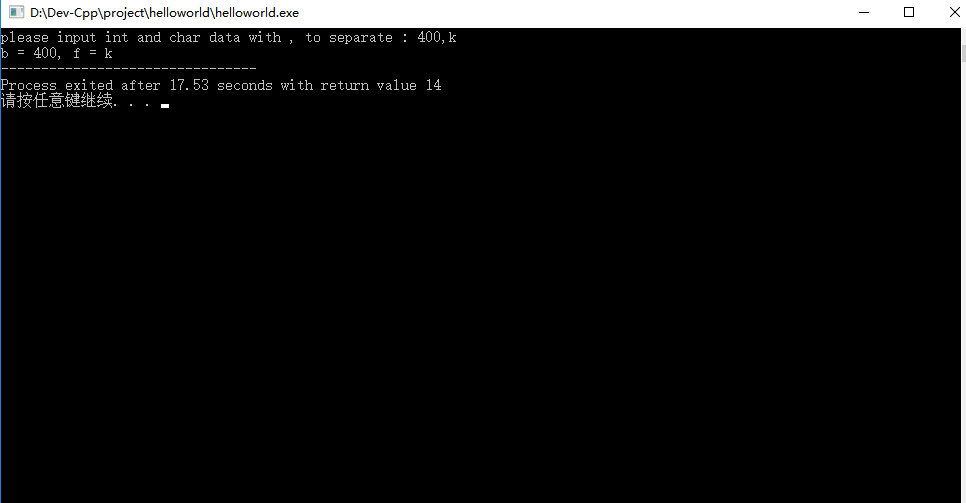 D:\Dev-Cpp\project\helloworld\helloworld.exe
please input int and char data with , to separate : 400,k
b = 400, f = k
--------------------------------
Process exited after 17.53 seconds with return value 14
请按任意键继续. . .